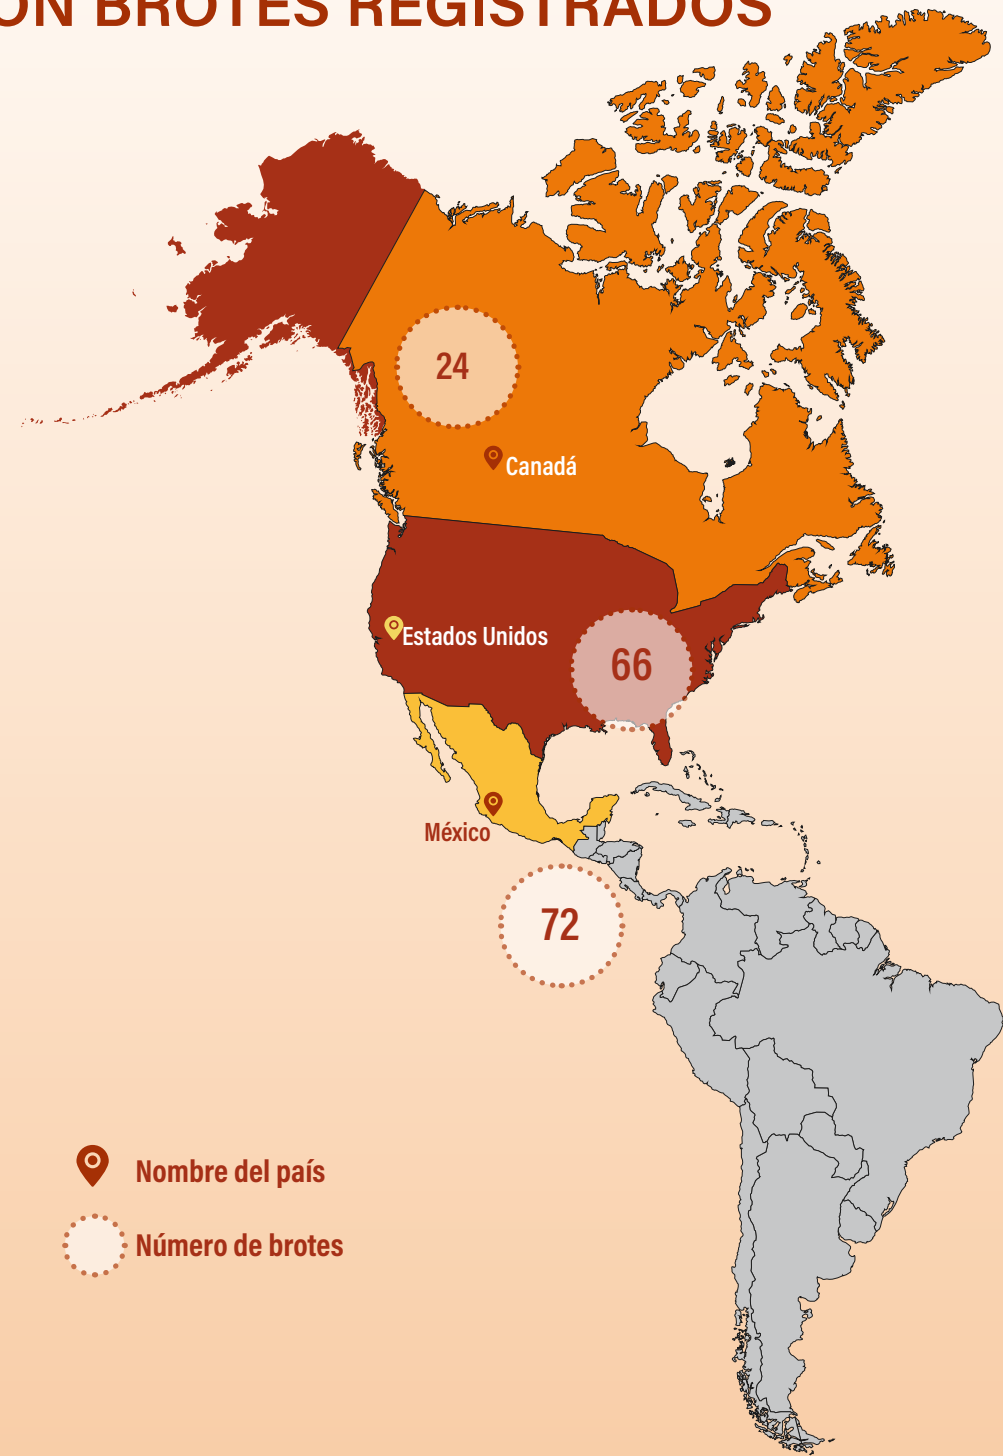 ON BROTES REGISTRADOS
24
Canadá
Estados Unidos
66
México
72
Nombre del país
Número de brotes